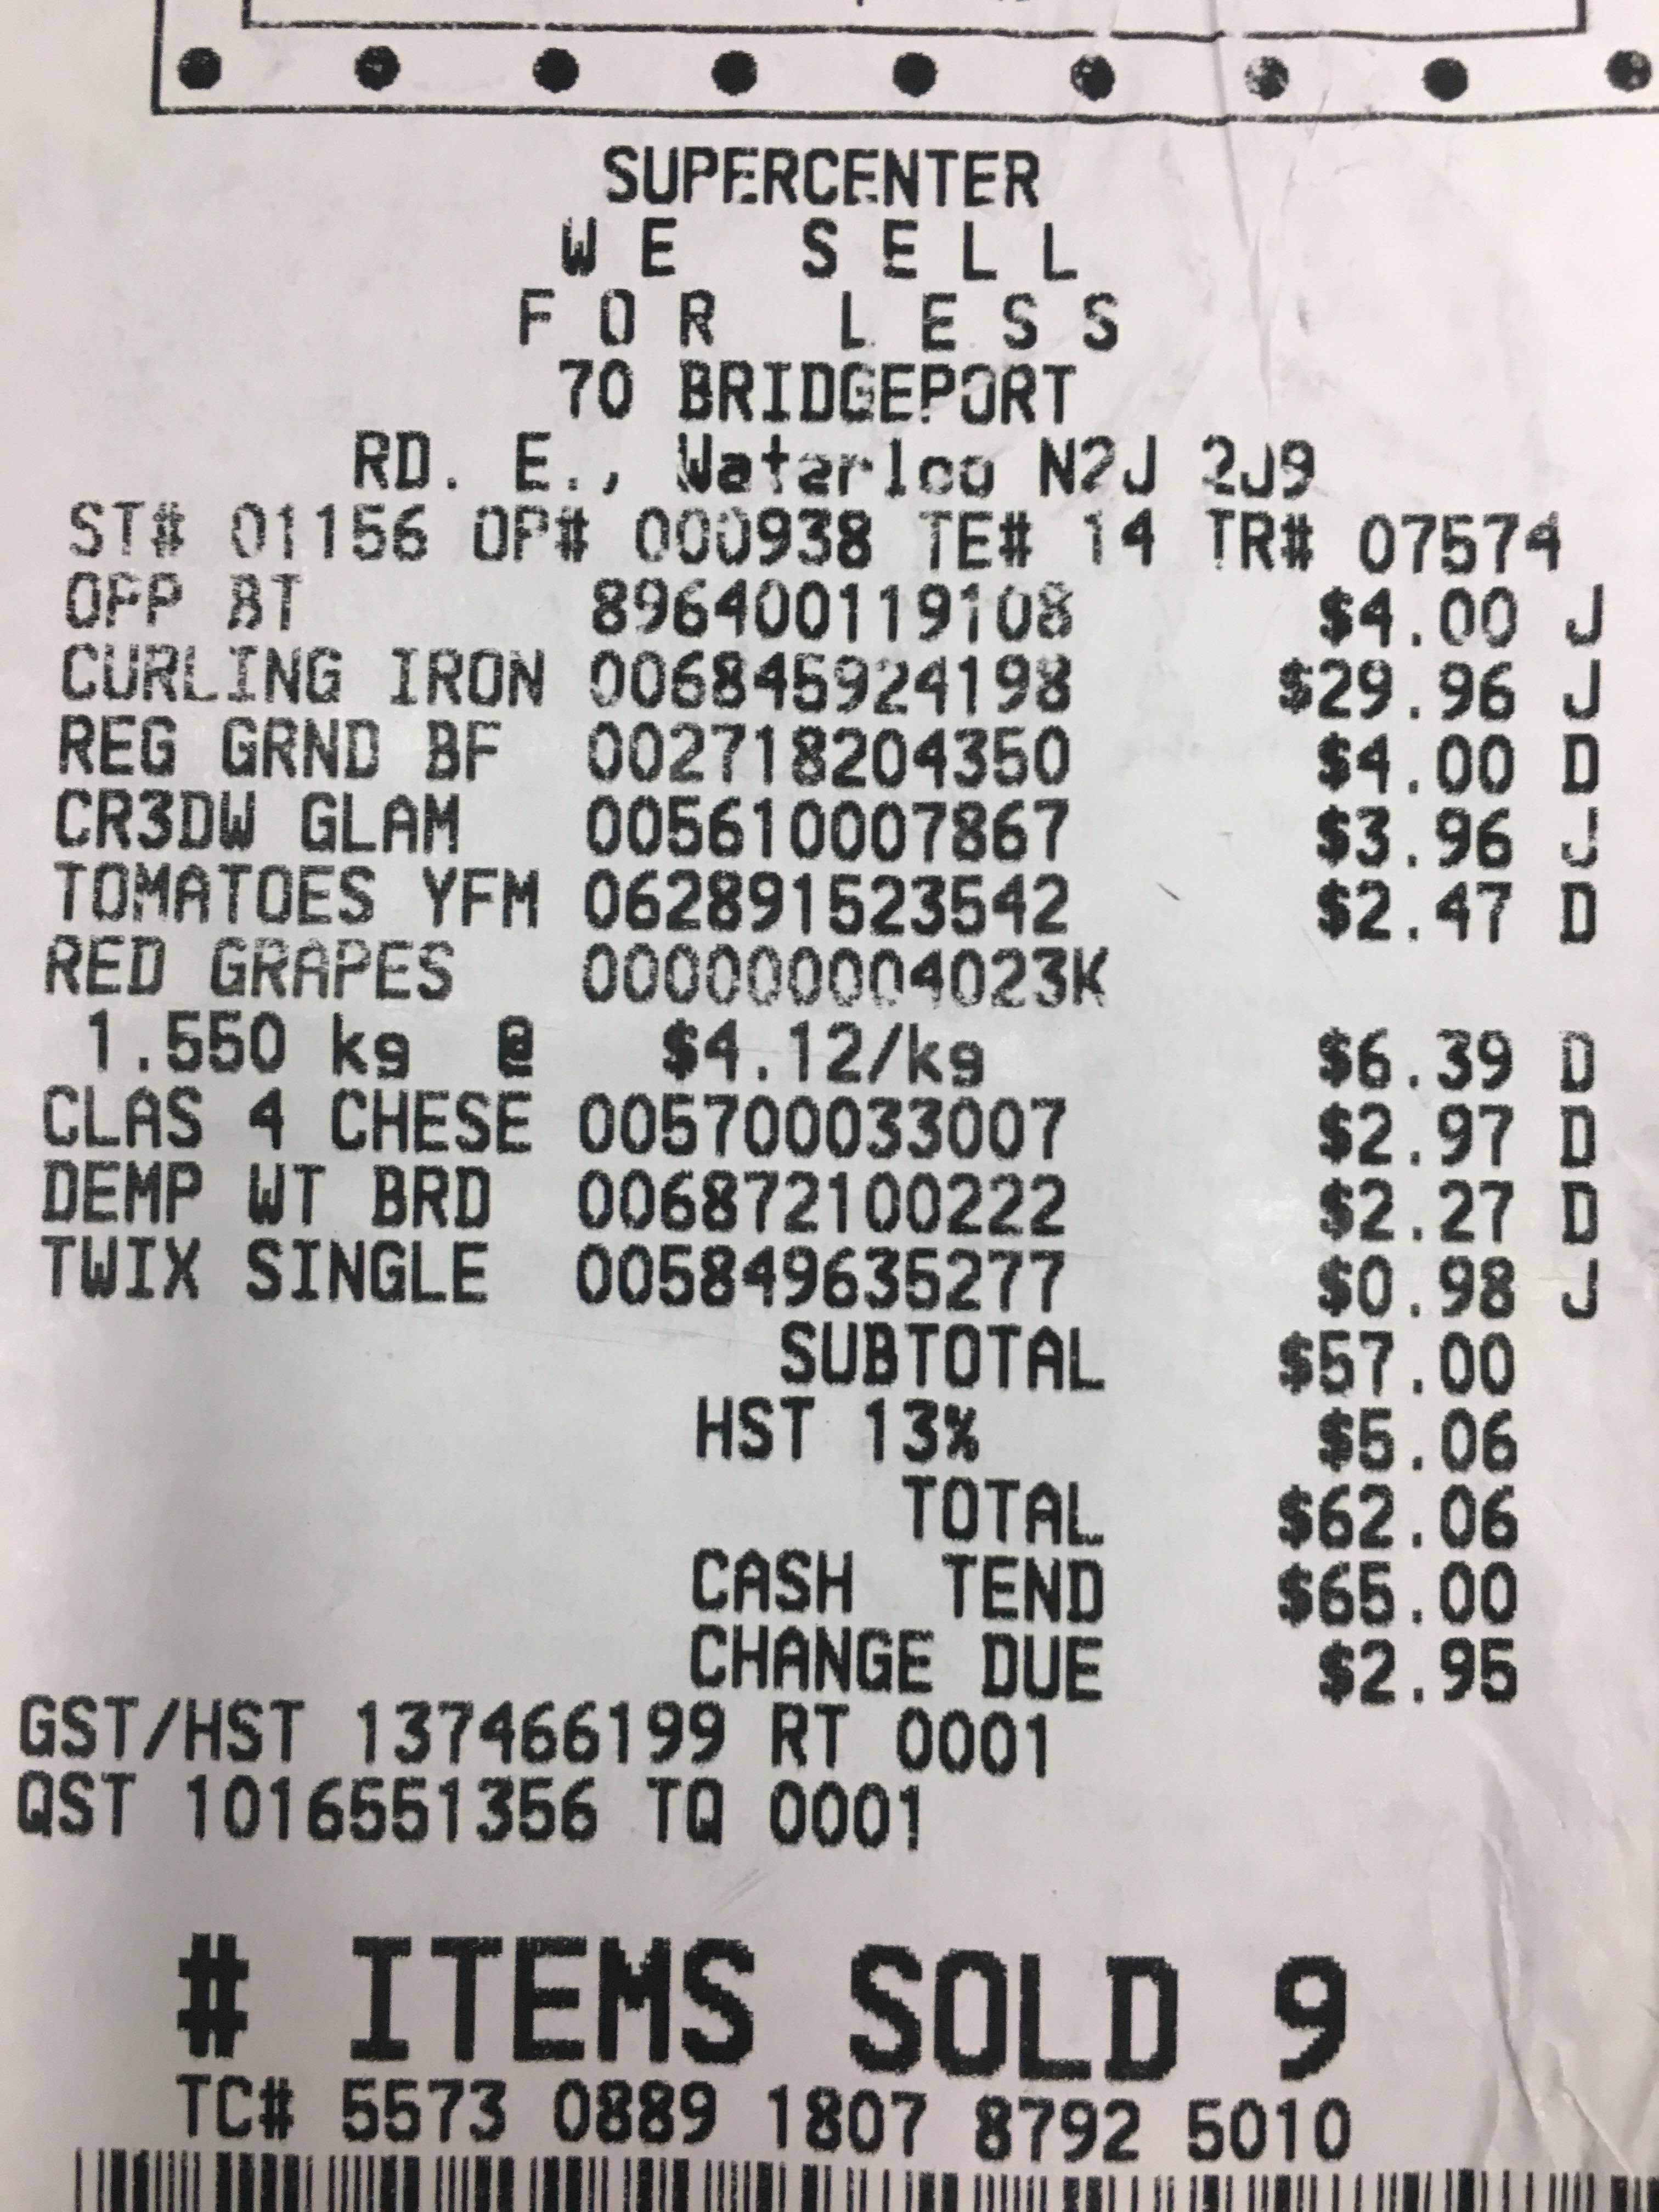 SUPERCENTER
W E   S E L L
F O R   L E S S
70 BRIDGEPORT
RD. E., Waterloo N2J 2J9
ST# 01156 OP# 000938 TE# 14 TR# 07574
OPP BT 896400119108 $4.00 J
CURLING IRON 006845924198 $29.96 J
REG GRND BF 002718204350 $4.00 D
CR3DW GLAM 005610007867 $3.96 J
TOMATOES YFM 062891523542 $2.47 D
RED GRAPES 000000004023K
1.550 kg @ $4.12/kg $6.39 D
CLAS 4 CHESE 005700033007 $2.97 D
DEMP WT BRD 006872100222 $2.27 D
TWIX SINGLE 005849635277 $0.98 J
SUBTOTAL $57.00
HST 13% $5.06
TOTAL $62.06
CASH TEND $65.00
CHANGE DUE $2.95
GST/HST 137466199 RT 0001
QST 1016551356 TQ 0001
# ITEMS SOLD 9
TC# 5573 0889 1807 8792 5010